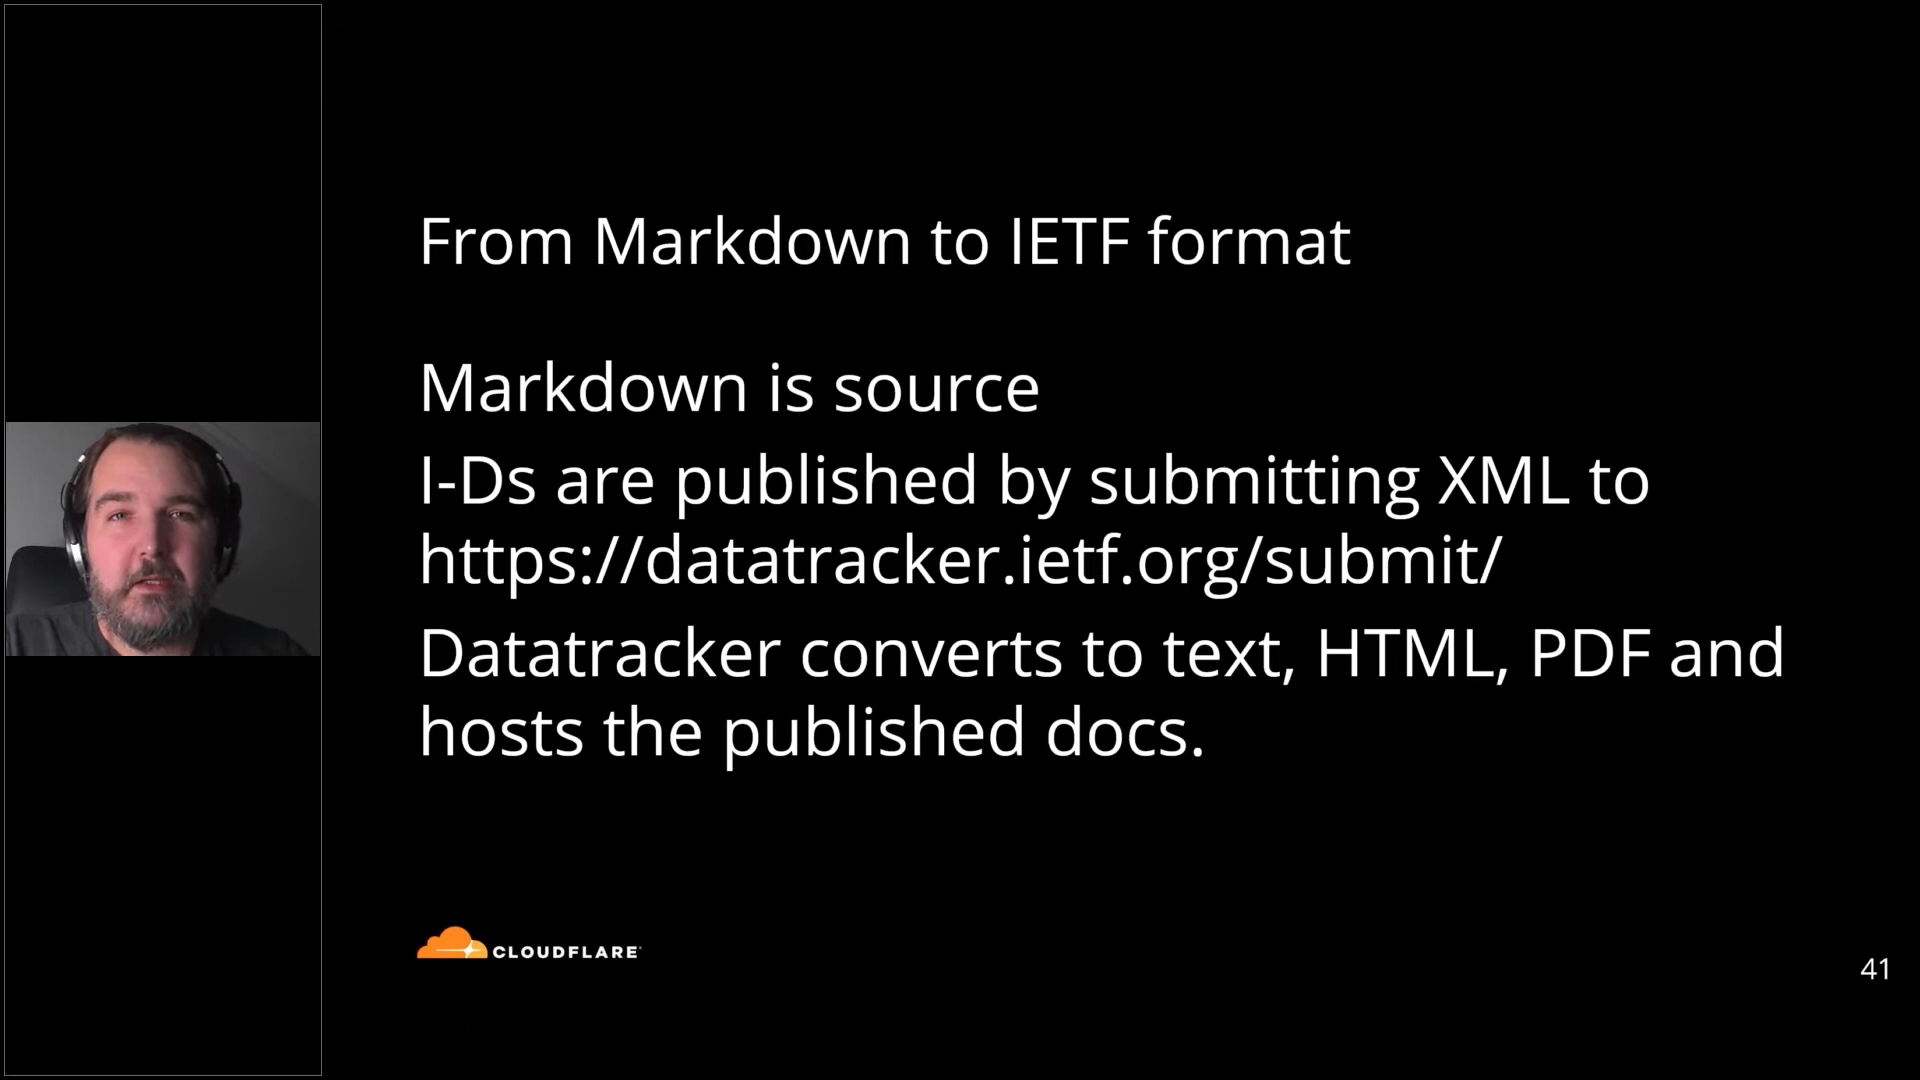 From Markdown to IETF format
Markdown is source
I-Ds are published by submitting XML to
https://datatracker.ietf.org/submit/
Datatracker converts to text, HTML, PDF and
hosts the published docs.
CLOUDFLARE
41